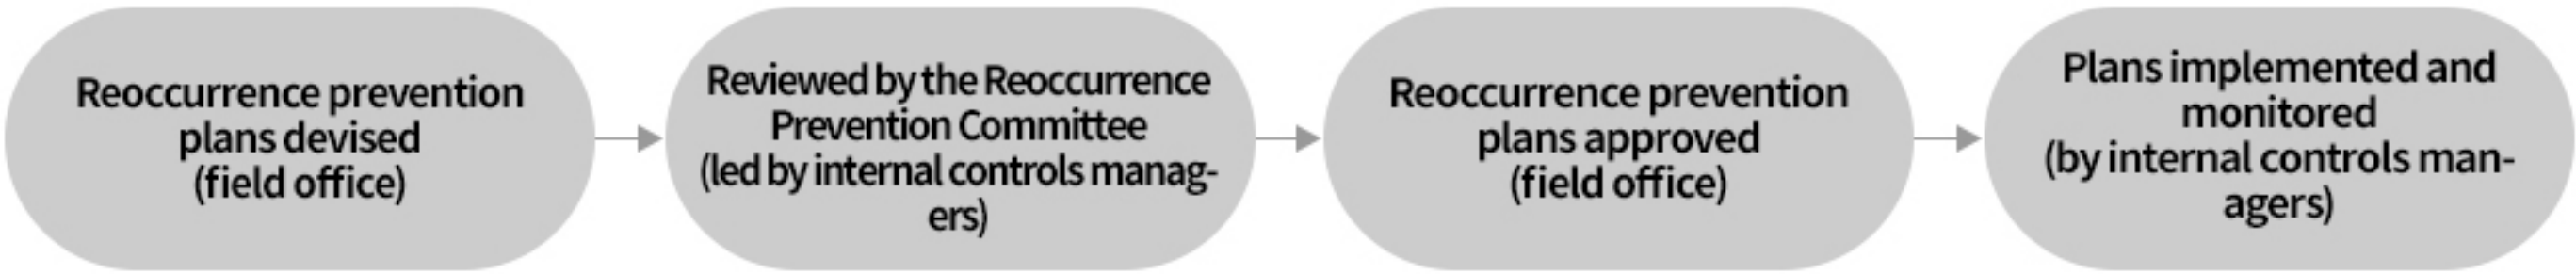 Reoccurrence prevention
plans devised
(field office)
Reviewed by the Reoccurrence
Prevention Committee
(led by internal controls manag-
ers)
Reoccurrence prevention
plans approved
(field office)
Plans implemented and
monitored
(by internal controls man-
agers)